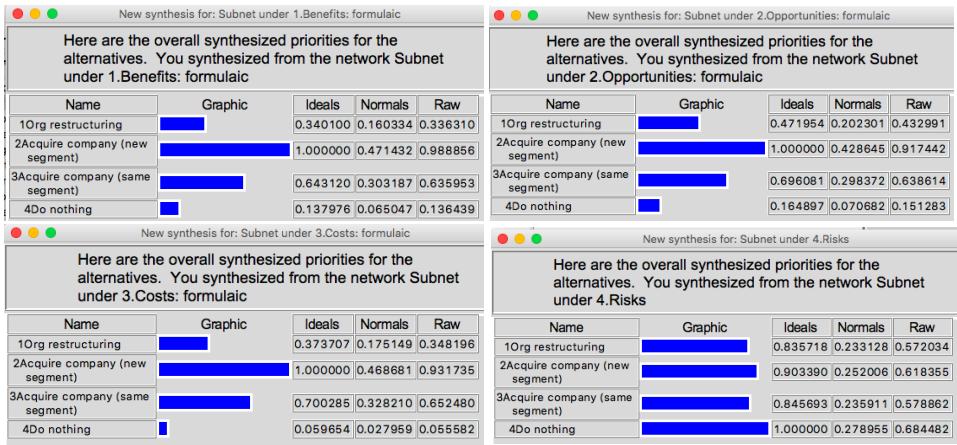 New synthesis for: Subnet under 1.Benefits: formulaic
Here are the overall synthesized priorities for the
alternatives. You synthesized from the network Subnet
under 1.Benefits: formulaic
Name Graphic Ideals Normals Raw
1Org restructuring 0.340100 0.160334 0.336310
2Acquire company (new
segment) 1.000000 0.471432 0.988856
3Acquire company (same
segment) 0.643120 0.303187 0.635953
4Do nothing 0.137976 0.065047 0.136439
New synthesis for: Subnet under 2.Opportunities: formulaic
Here are the overall synthesized priorities for the
alternatives. You synthesized from the network Subnet
under 2.Opportunities: formulaic
Name Graphic Ideals Normals Raw
1Org restructuring 0.471954 0.202301 0.432991
2Acquire company (new
segment) 1.000000 0.428645 0.917442
3Acquire company (same
segment) 0.696081 0.298372 0.638614
4Do nothing 0.164897 0.070682 0.151283
New synthesis for: Subnet under 3.Costs: formulaic
Here are the overall synthesized priorities for the
alternatives. You synthesized from the network Subnet
under 3.Costs: formulaic
Name Graphic Ideals Normals Raw
1Org restructuring 0.373707 0.175149 0.348196
2Acquire company (new
segment) 1.000000 0.468681 0.931735
3Acquire company (same
segment) 0.700285 0.328210 0.652480
4Do nothing 0.059654 0.027959 0.055582
New synthesis for: Subnet under 4.Risks
Here are the overall synthesized priorities for the
alternatives. You synthesized from the network Subnet
under 4.Risks
Name Graphic Ideals Normals Raw
1Org restructuring 0.835718 0.233128 0.572034
2Acquire company (new
segment) 0.903390 0.252006 0.618355
3Acquire company (same
segment) 0.845693 0.235911 0.578862
4Do nothing 1.000000 0.278955 0.684482